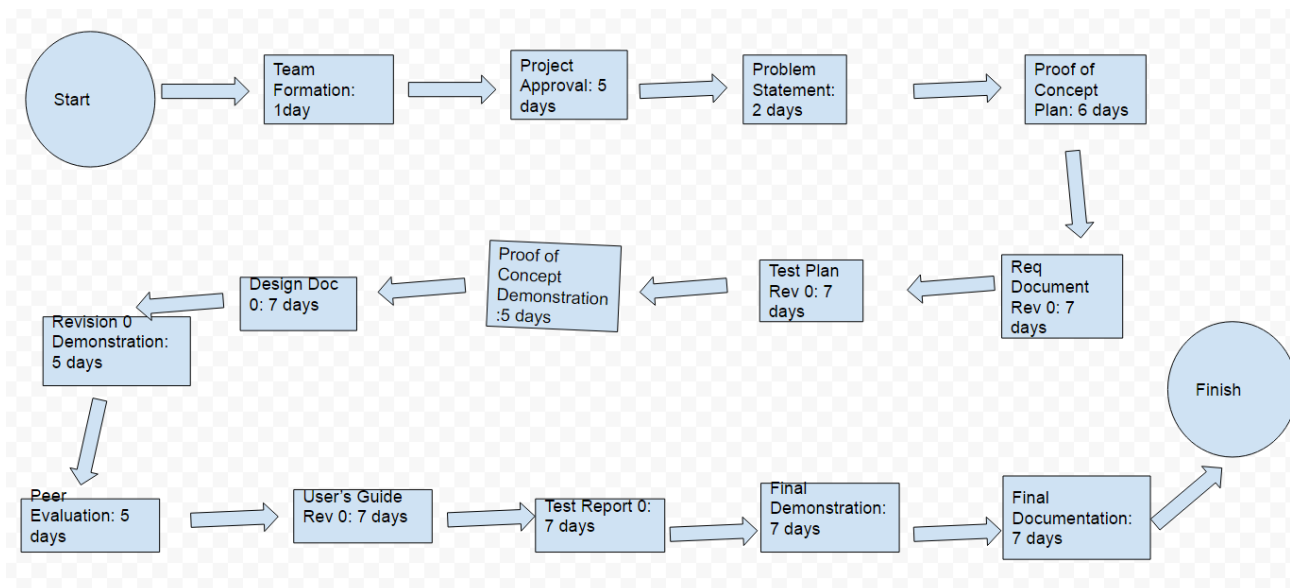 Start
Team
Formation:
1day
Project
Approval: 5
days
Problem
Statement:
2 days
Proof of
Concept
Plan: 6 days
Req
Document
Rev 0: 7
days
Test Plan
Rev 0: 7
days
Proof of
Concept
Demonstration
:5 days
Design Doc
0: 7 days
Revision 0
Demonstration:
5 days
Peer
Evaluation: 5
days
User's Guide
Rev 0: 7 days
Test Report 0:
7 days
Final
Demonstration:
7 days
Final
Documentation:
7 days
Finish